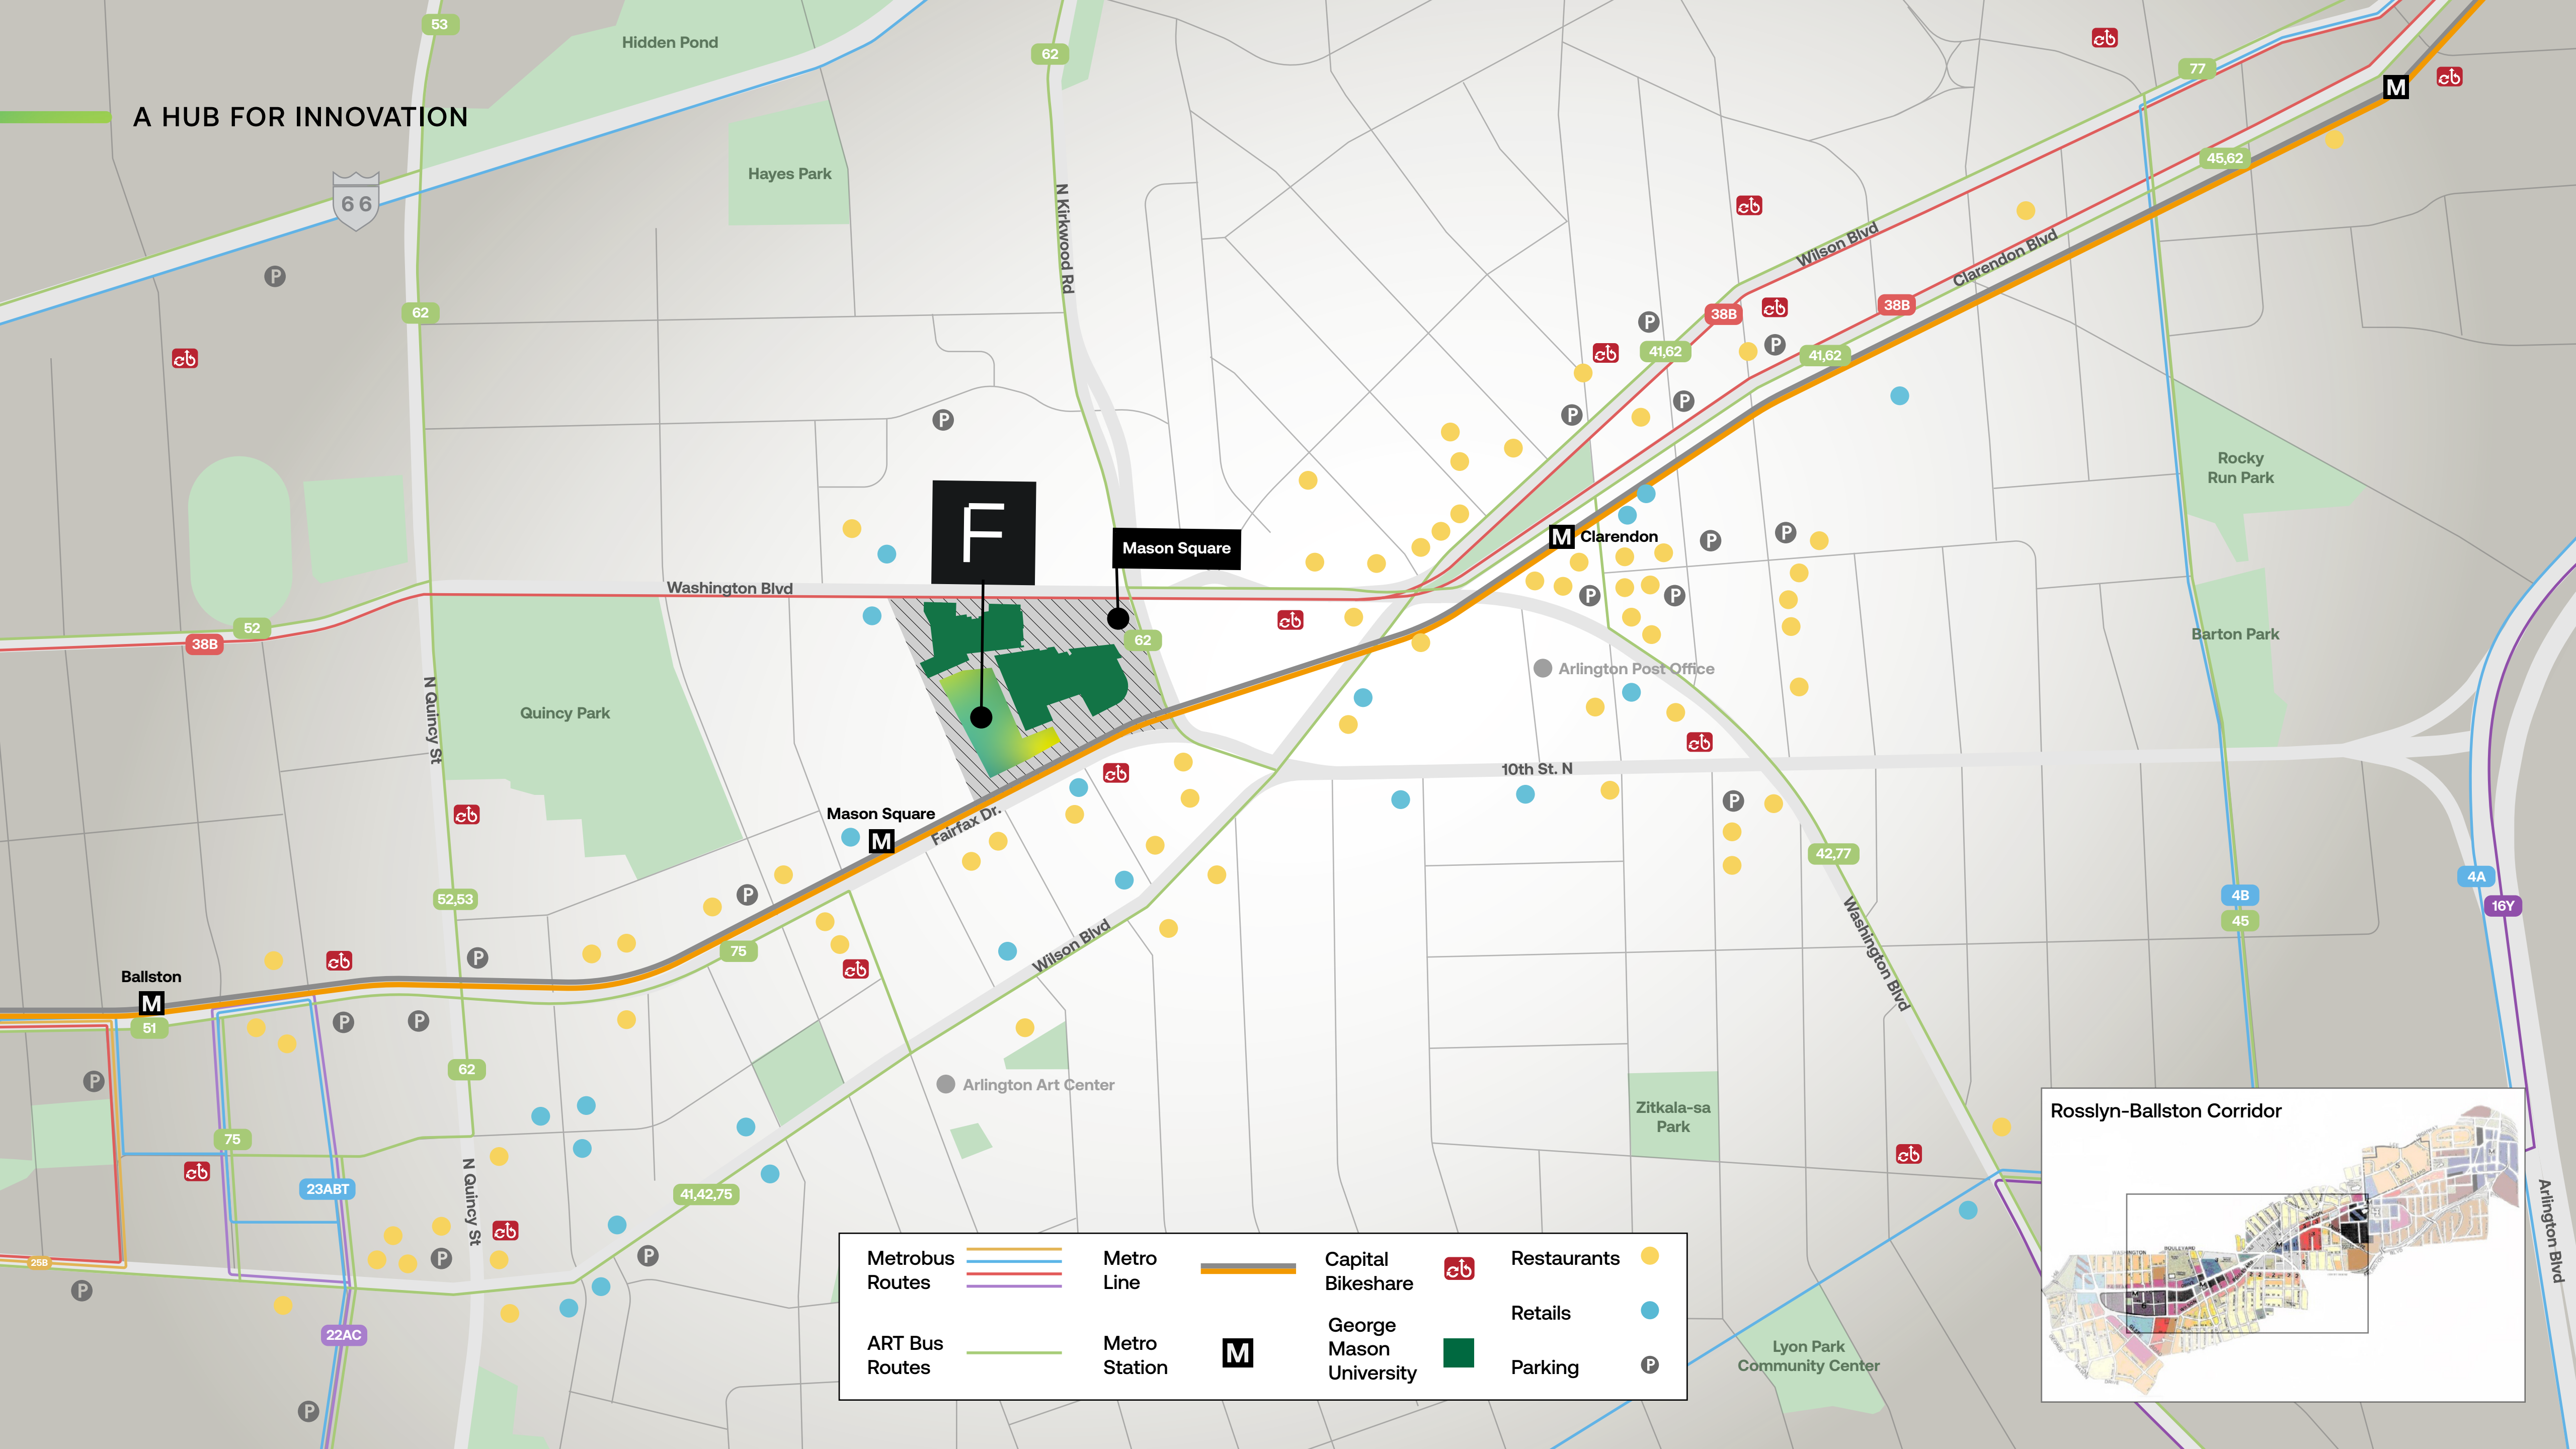 A HUB FOR INNOVATION
53
Hidden Pond
62
77
M
66
Hayes Park
N Kirkwood Rd
45,62
Wilson Blvd
Clarendon Blvd
62
38B
38B
41,62
41,62
P
F
Mason Square
M Clarendon
Rocky
Run Park
Washington Blvd
52
38B
62
Barton Park
Arlington Post Office
N Quincy St
Quincy Park
10th St. N
Mason Square
M
Fairfax Dr.
42,77
4A
4B
45
16Y
52,53
75
Wilson Blvd
Washington Blvd
Ballston
M
51
62
Arlington Art Center
75
23ABT
N Quincy St
41,42,75
Zitkala-sa
Park
25B
22AC
Lyon Park
Community Center
Arlington Blvd
Rosslyn-Ballston Corridor
Metrobus
Routes
Metro
Line
Capital
Bikeshare
Restaurants
Retails
ART Bus
Routes
Metro
Station
M
George
Mason
University
Parking
P